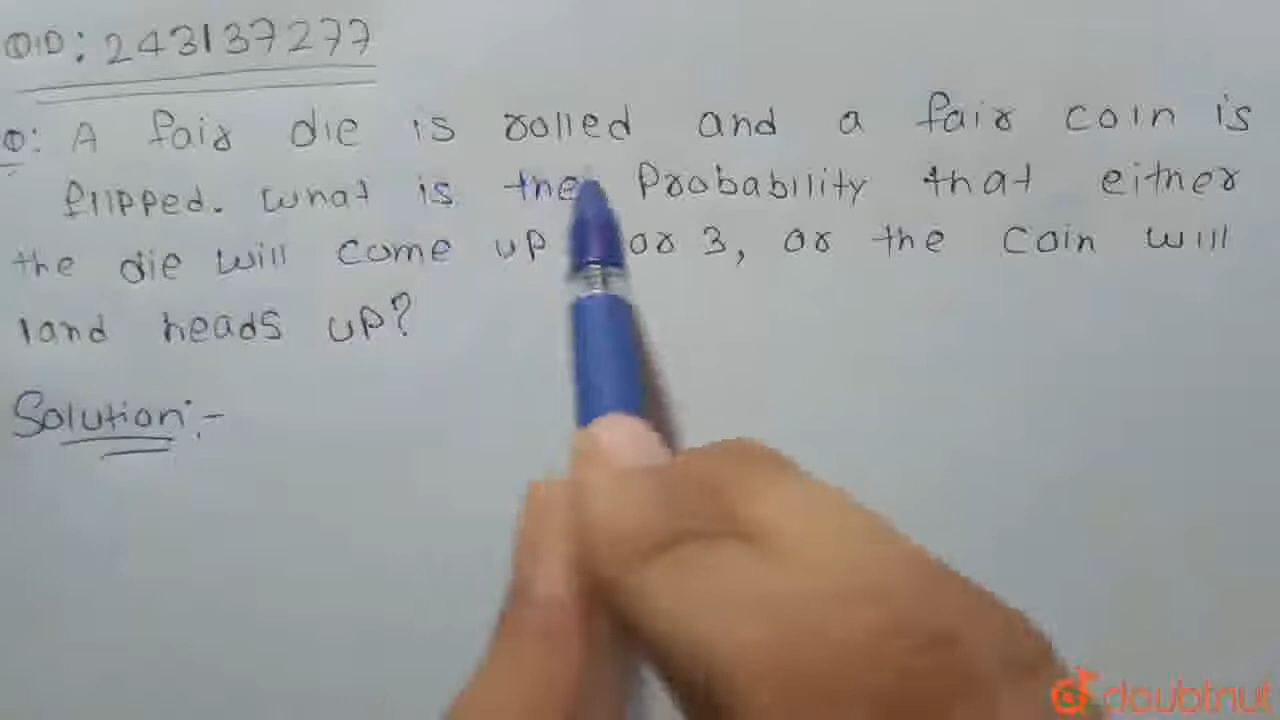 QID: 243137277
Q: A fair die is rolled and a fair coin is
flipped. What is the Probability that either
the die will come up or 3, or the coin will
land heads up?
Solution:-
doubtnut